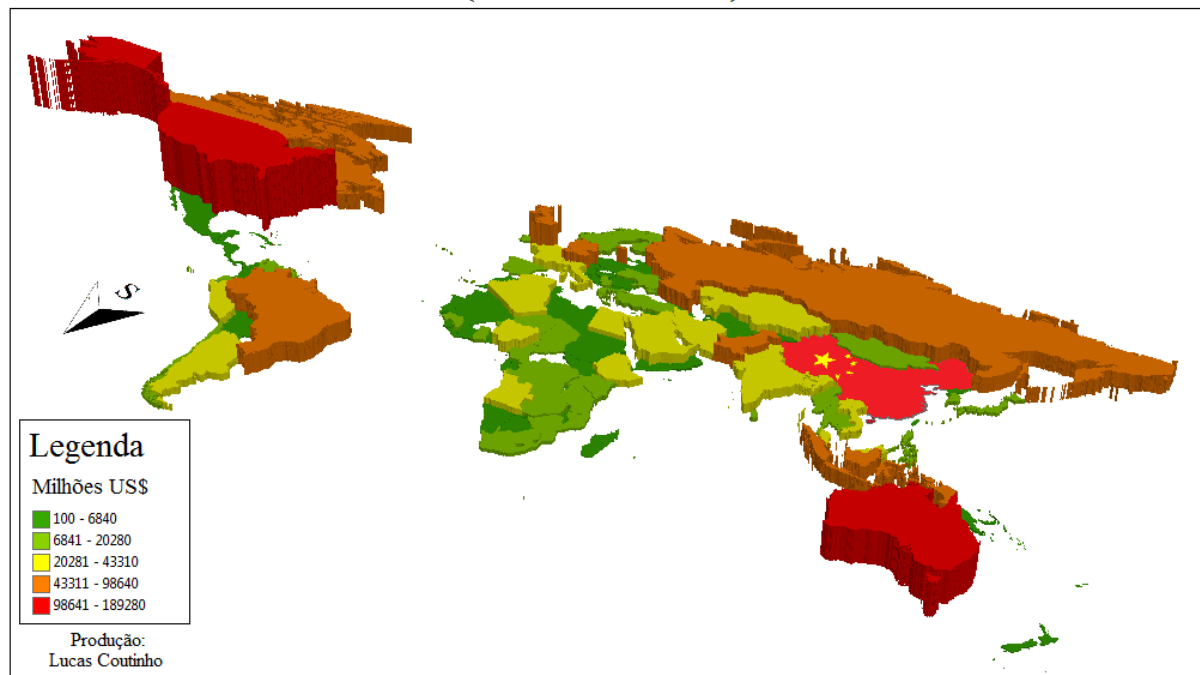 S
Legenda
Milhões US$
100 - 6840
6841 - 20280
20281 - 43310
43311 - 98640
98641 - 189280
Produção:
Lucas Coutinho